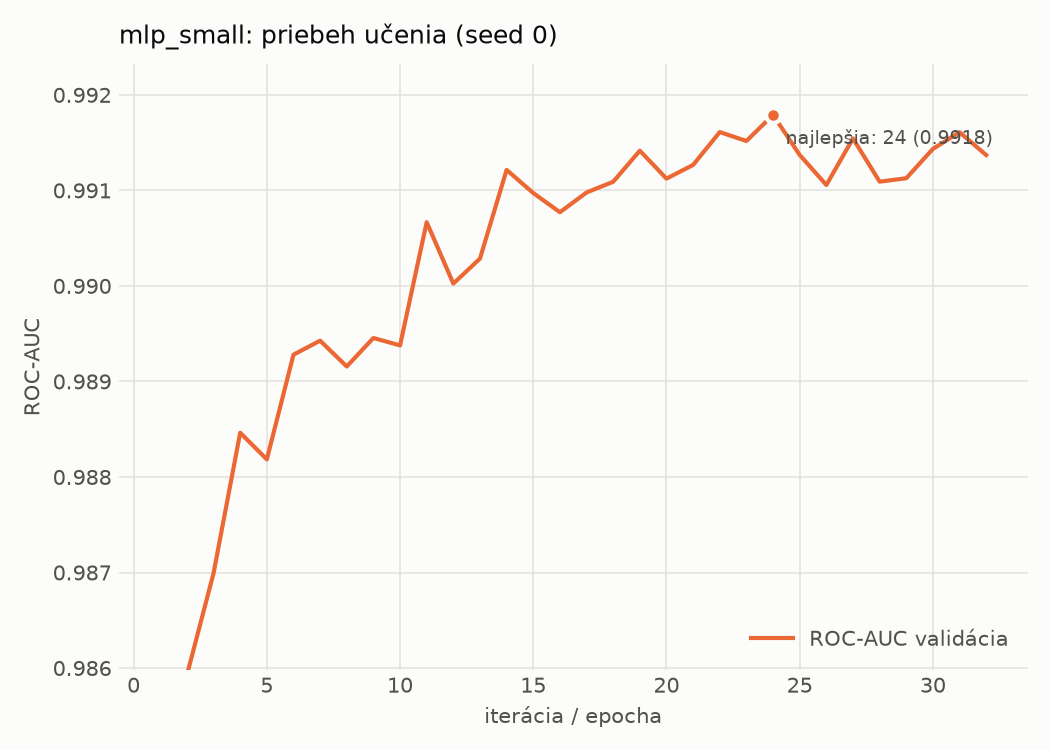 mlp_small: priebeh učenia (seed 0)
0.992
najlepšia: 24 (0.9918)
0.991
0.990
0.989
0.988
0.987
0.986
ROC-AUC
ROC-AUC validácia
0 5 10 15 20 25 30
iterácia / epocha